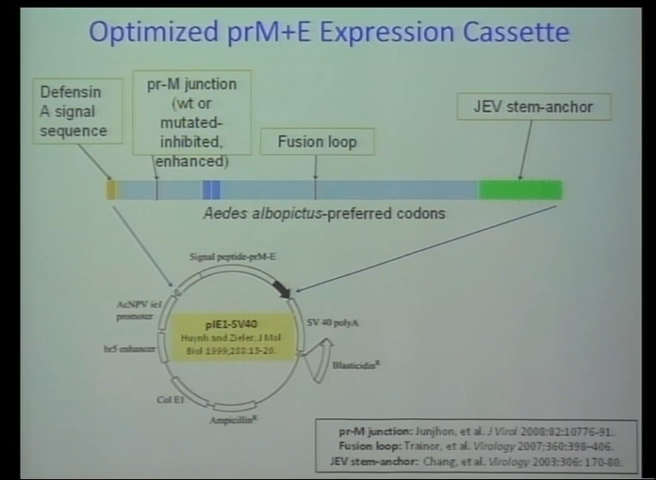 Optimized prM+E Expression Cassette
Defensin
A signal
sequence
pr-M junction
(wt or
mutated-
inhibited,
enhanced)
Fusion loop
JEV stem-anchor
Aedes albopictus-preferred codons
Signal peptide-prM-E
AcNPV ie1
promoter
hr5 enhancer
Col E1
Ampicillin^R
SV 40 polyA
Blasticidin^R
pIE1-SV40
Huynh and Zieler, J Mol
Biol 1999;288:13-20.
pr-M junction: Junjhon, et al. J Virol 2008;82:10776-91.
Fusion loop: Trainor, et al. Virology 2007;360:398-406.
JEV stem-anchor: Chang, et al. Virology 2003;306: 170-80.